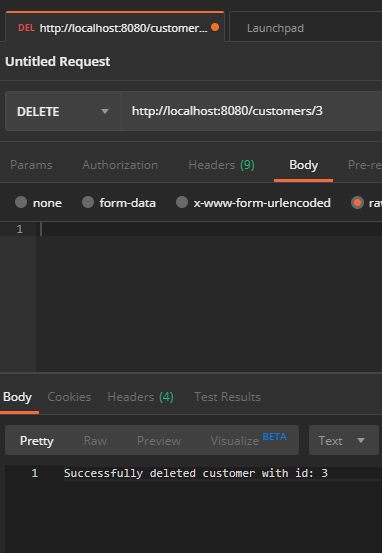 DEL http://localhost:8080/customer... Launchpad
Untitled Request
DELETE http://localhost:8080/customers/3
Params Authorization Headers (9) Body Pre-re
none form-data x-www-form-urlencoded raw
1
Body Cookies Headers (4) Test Results
Pretty Raw Preview Visualize BETA Text
1 Successfully deleted customer with id: 3